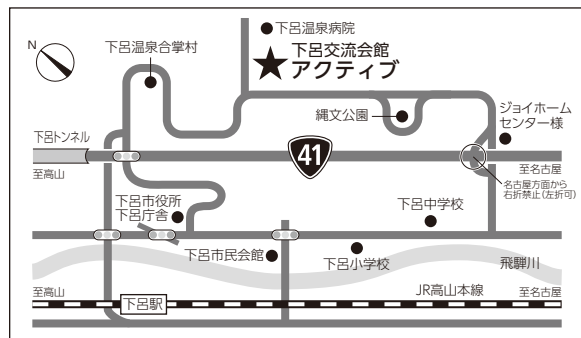 N
下呂温泉合掌村
下呂温泉病院
下呂交流会館
アクティブ
縄文公園
ジョイホーム
センター様
下呂トンネル
至高山
41
至名古屋
名古屋方面から
右折禁止(左折可)
下呂市役所
下呂庁舎
下呂中学校
下呂市民会館
下呂小学校
飛騨川
至高山
下呂駅
JR高山本線
至名古屋